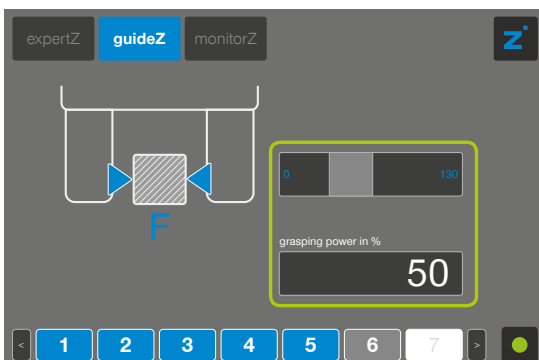 expertZ guideZ monitorZ z
0 130
F
grasping power in %
50
< 1 2 3 4 5 6 7 >